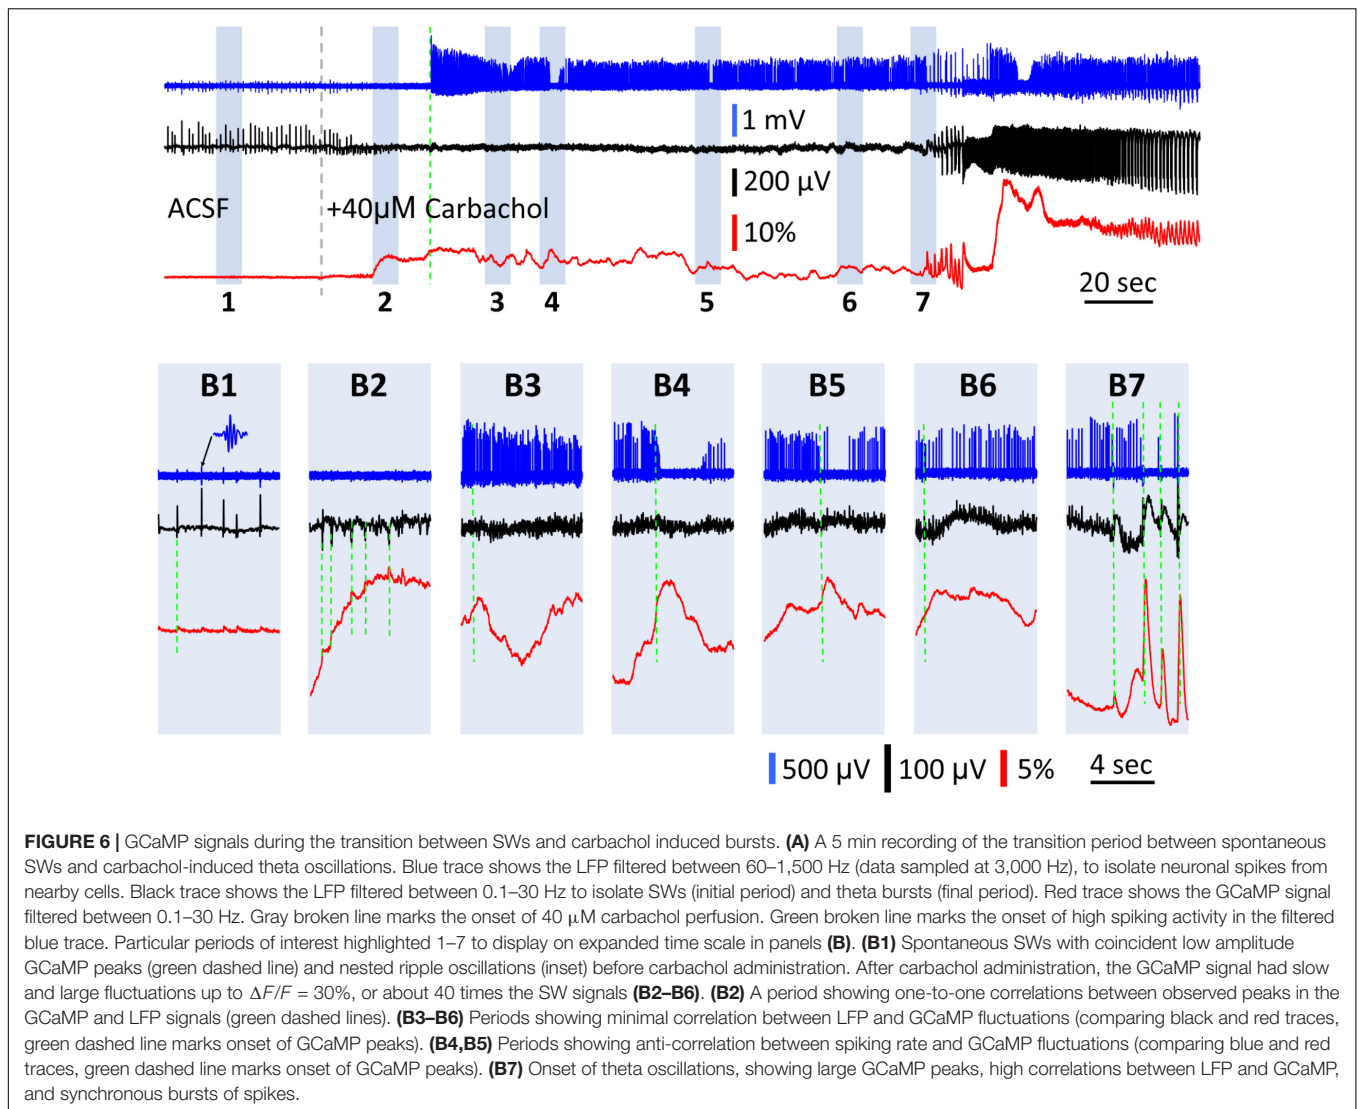 1 mV
200 µV
ACSF
+40µM Carbachol
10%
20 sec
1 2 3 4 5 6 7
B1 B2 B3 B4 B5 B6 B7
500 µV 100 µV 5% 4 sec
FIGURE 6 | GCaMP signals during the transition between SWs and carbachol induced bursts. (A) A 5 min recording of the transition period between spontaneous
SWs and carbachol-induced theta oscillations. Blue trace shows the LFP filtered between 60–1,500 Hz (data sampled at 3,000 Hz), to isolate neuronal spikes from
nearby cells. Black trace shows the LFP filtered between 0.1–30 Hz to isolate SWs (initial period) and theta bursts (final period). Red trace shows the GCaMP signal
filtered between 0.1–30 Hz. Gray broken line marks the onset of 40 µM carbachol perfusion. Green broken line marks the onset of high spiking activity in the filtered
blue trace. Particular periods of interest highlighted 1–7 to display on expanded time scale in panels (B). (B1) Spontaneous SWs with coincident low amplitude
GCaMP peaks (green dashed line) and nested ripple oscillations (inset) before carbachol administration. After carbachol administration, the GCaMP signal had slow
and large fluctuations up to ΔF/F = 30%, or about 40 times the SW signals (B2–B6). (B2) A period showing one-to-one correlations between observed peaks in the
GCaMP and LFP signals (green dashed lines). (B3–B6) Periods showing minimal correlation between LFP and GCaMP fluctuations (comparing black and red traces,
green dashed line marks onset of GCaMP peaks). (B4,B5) Periods showing anti-correlation between spiking rate and GCaMP fluctuations (comparing blue and red
traces, green dashed line marks onset of GCaMP peaks). (B7) Onset of theta oscillations, showing large GCaMP peaks, high correlations between LFP and GCaMP,
and synchronous bursts of spikes.